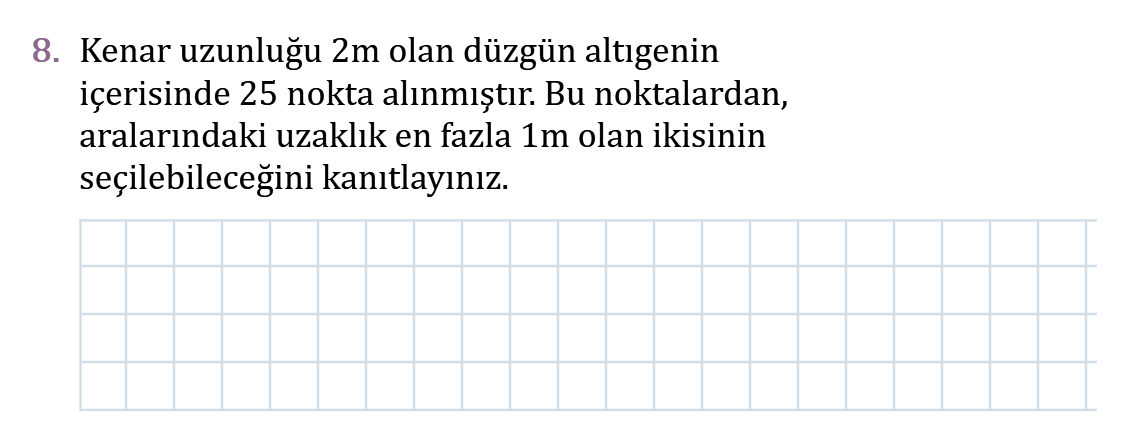 8. Kenar uzunluğu 2m olan düzgün altıgenin
içerisinde 25 nokta alınmıştır. Bu noktalardan,
aralarındaki uzaklık en fazla 1m olan ikisinin
seçilebileceğini kanıtlayınız.